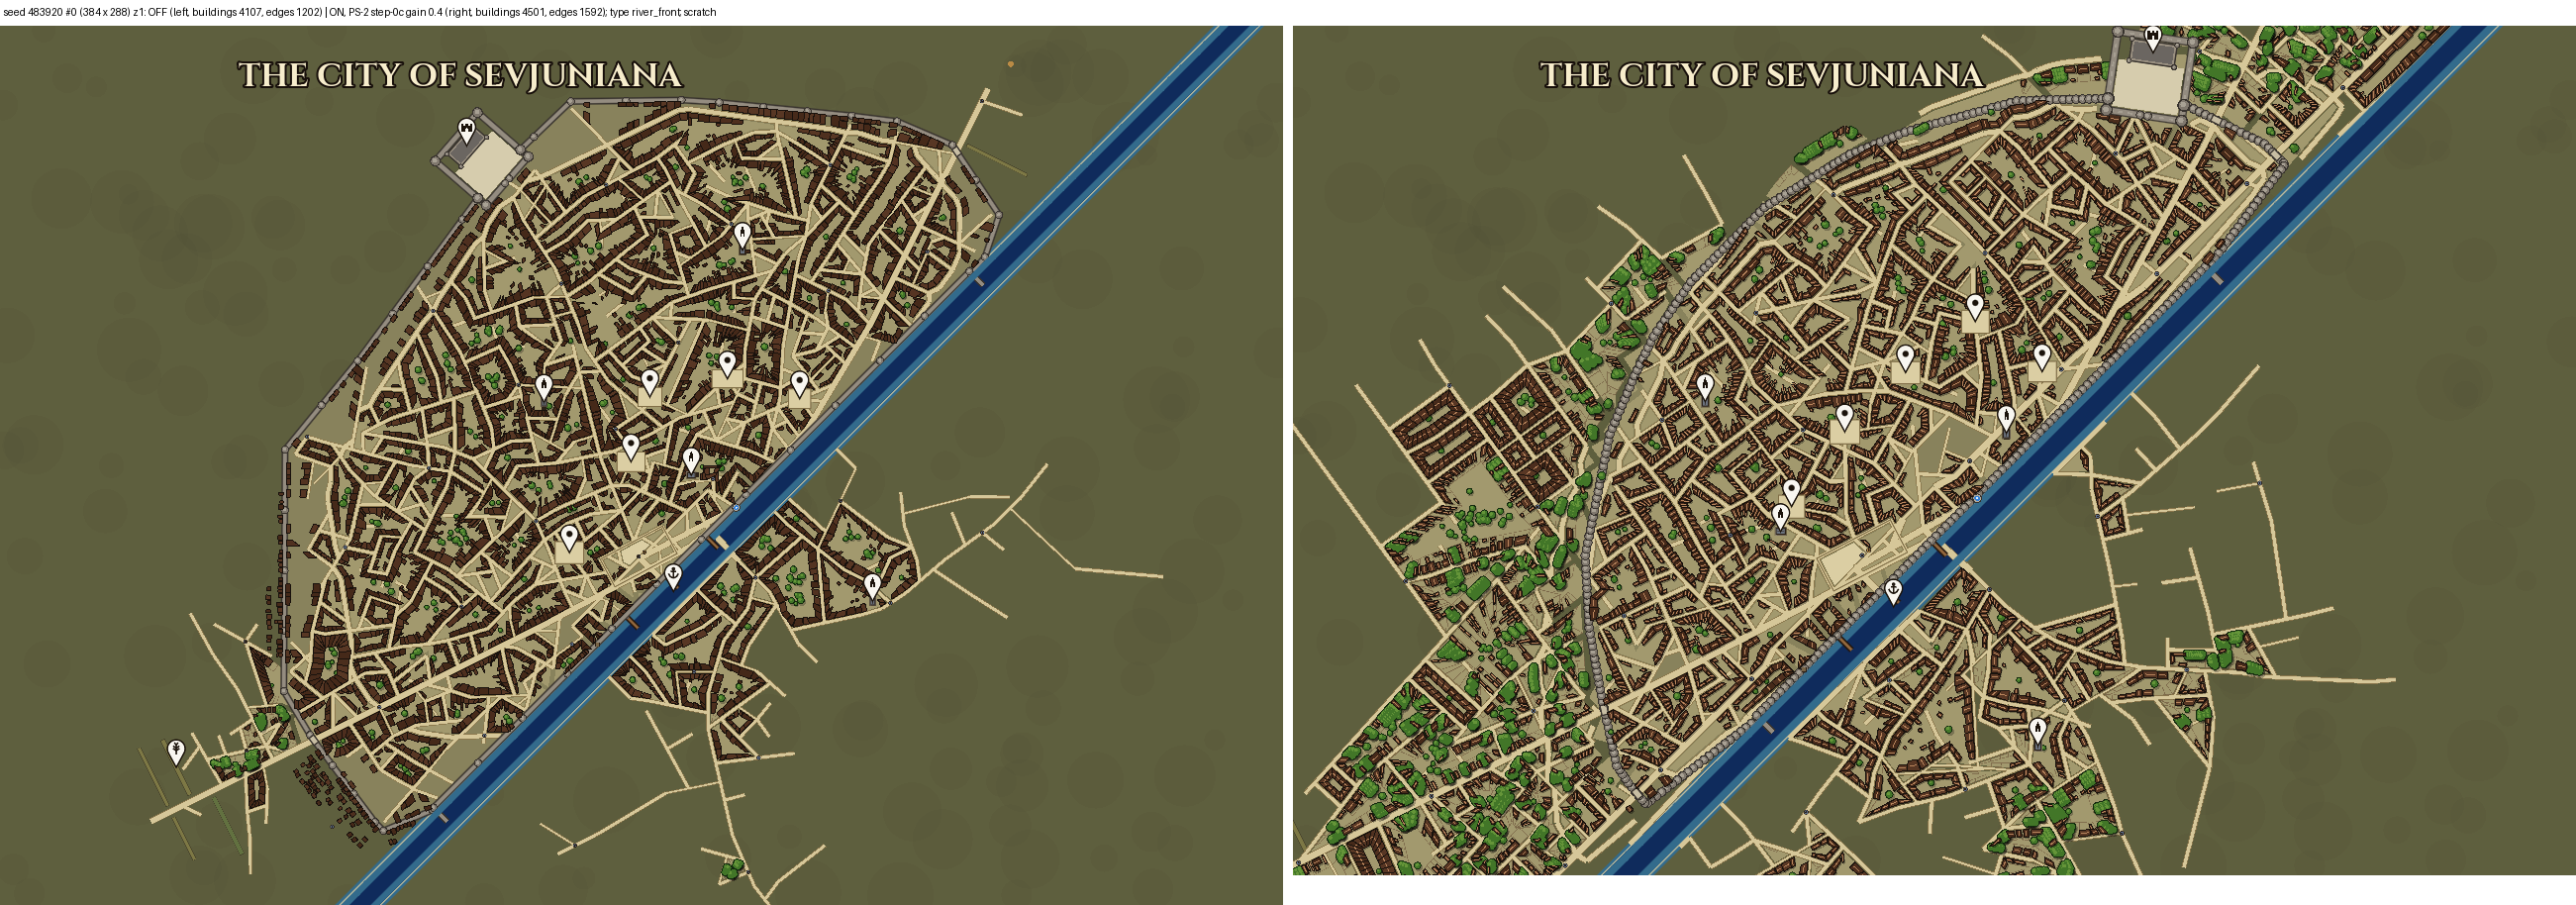 seed 483920 #0 (384 x 288) z1: OFF (left, buildings 4107, edges 1202) | ON, PS-2 step-0c gain 0.4 (right, buildings 4501, edges 1592); type river_front; scratch
THE CITY OF SEVJUNIANA
THE CITY OF SEVJUNIANA